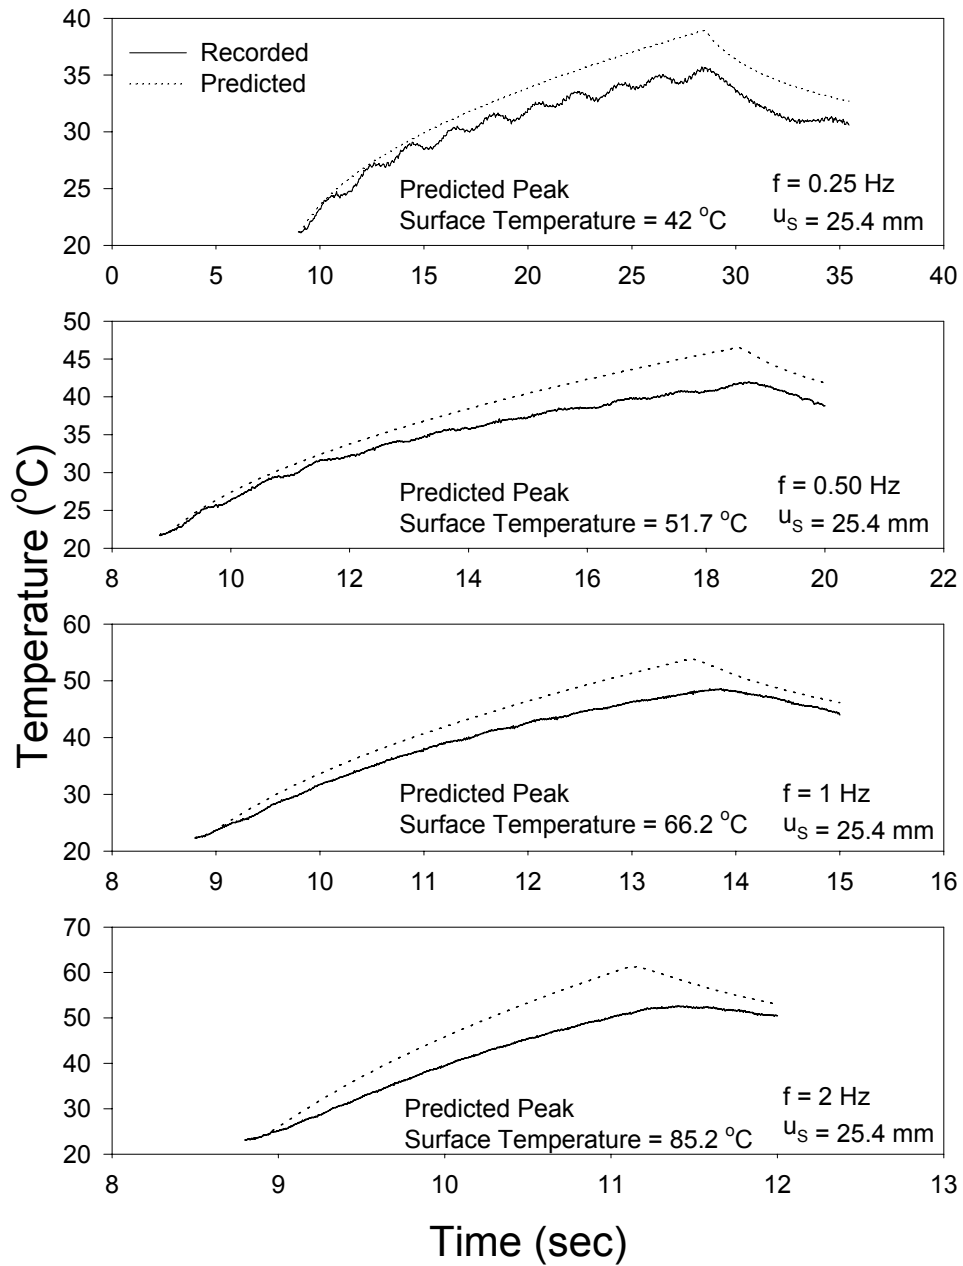 Temperature (°C)
40
35
30
25
20
Recorded
Predicted
Predicted Peak
Surface Temperature = 42 °C
f = 0.25 Hz
uS = 25.4 mm
0 5 10 15 20 25 30 35 40
50
45
40
35
30
25
20
Predicted Peak
Surface Temperature = 51.7 °C
f = 0.50 Hz
uS = 25.4 mm
8 10 12 14 16 18 20 22
60
50
40
30
20
Predicted Peak
Surface Temperature = 66.2 °C
f = 1 Hz
uS = 25.4 mm
8 9 10 11 12 13 14 15 16
70
60
50
40
30
20
Predicted Peak
Surface Temperature = 85.2 °C
f = 2 Hz
uS = 25.4 mm
8 9 10 11 12 13
Time (sec)